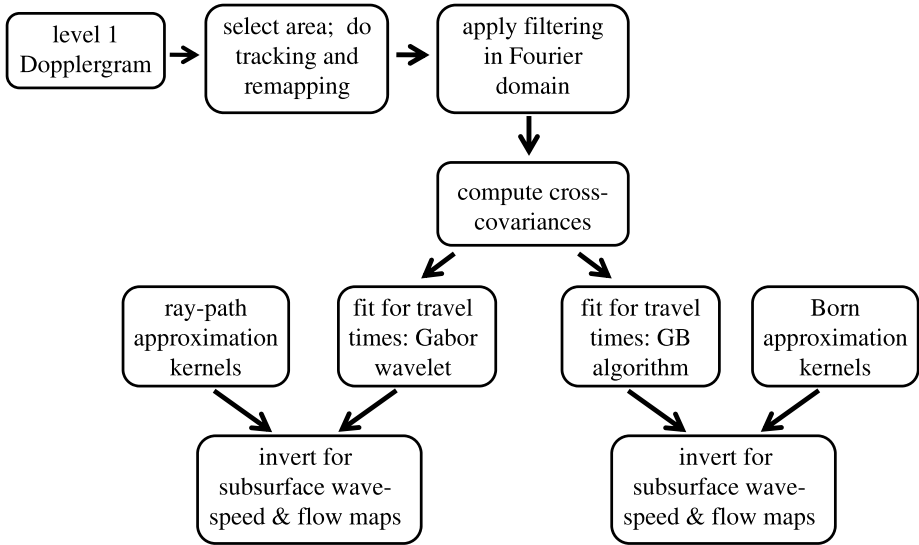 level 1
Dopplergram
select area;  do
tracking and
remapping
apply filtering
in Fourier
domain
compute cross-
covariances
ray-path
approximation
kernels
fit for travel
times: Gabor
wavelet
fit for travel
times: GB
algorithm
Born
approximation
kernels
invert for
subsurface wave-
speed & flow maps
invert for
subsurface wave-
speed & flow maps